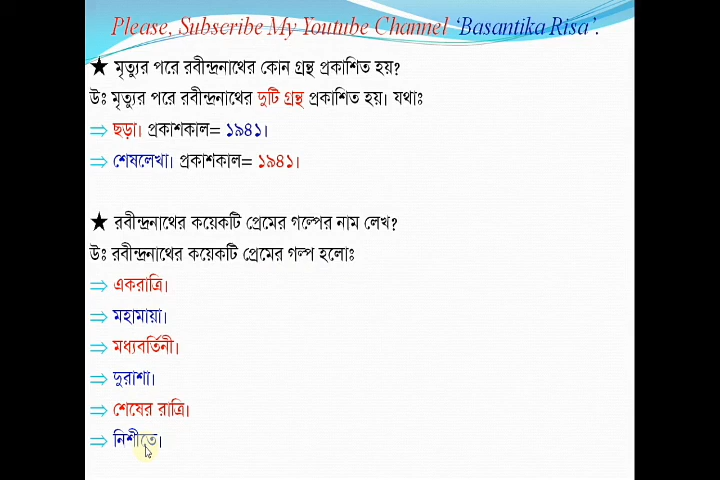 Please, Subscribe My Youtube Channel ‘Basantika Risa’.
★ মৃত্যুর পরে রবীন্দ্রনাথের কোন গ্রন্থ প্রকাশিত হয়?
উঃ মৃত্যুর পরে রবীন্দ্রনাথের দুটি গ্রন্থ প্রকাশিত হয়। যথাঃ
⇒ ছড়া। প্রকাশকাল= ১৯৪১।
⇒ শেষলেখা। প্রকাশকাল= ১৯৪১।
★ রবীন্দ্রনাথের কয়েকটি প্রেমের গল্পের নাম লেখ?
উঃ রবীন্দ্রনাথের কয়েকটি প্রেমের গল্প হলোঃ
⇒ একরাত্রি।
⇒ মহামায়া।
⇒ মধ্যবর্তিনী।
⇒ দুরাশা।
⇒ শেষের রাত্রি।
⇒ নিশীতে।